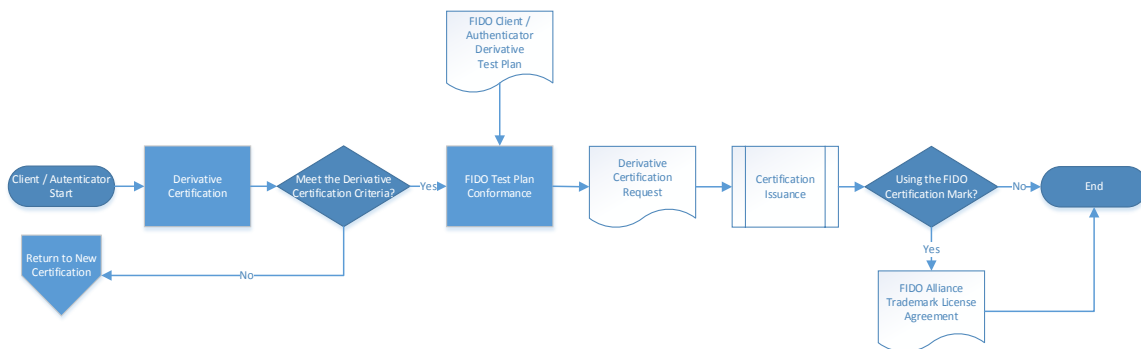 FIDO Client /
Authenticator
Derivative
Test Plan
Client / Autenticator
Start
Derivative
Certification
Meet the Derivative
Certification Criteria?
Yes
FIDO Test Plan
Conformance
Derivative
Certification
Request
Certification
Issuance
Using the FIDO
Certification Mark?
No
End
Return to New
Certification
No
Yes
FIDO Alliance
Trademark License
Agreement